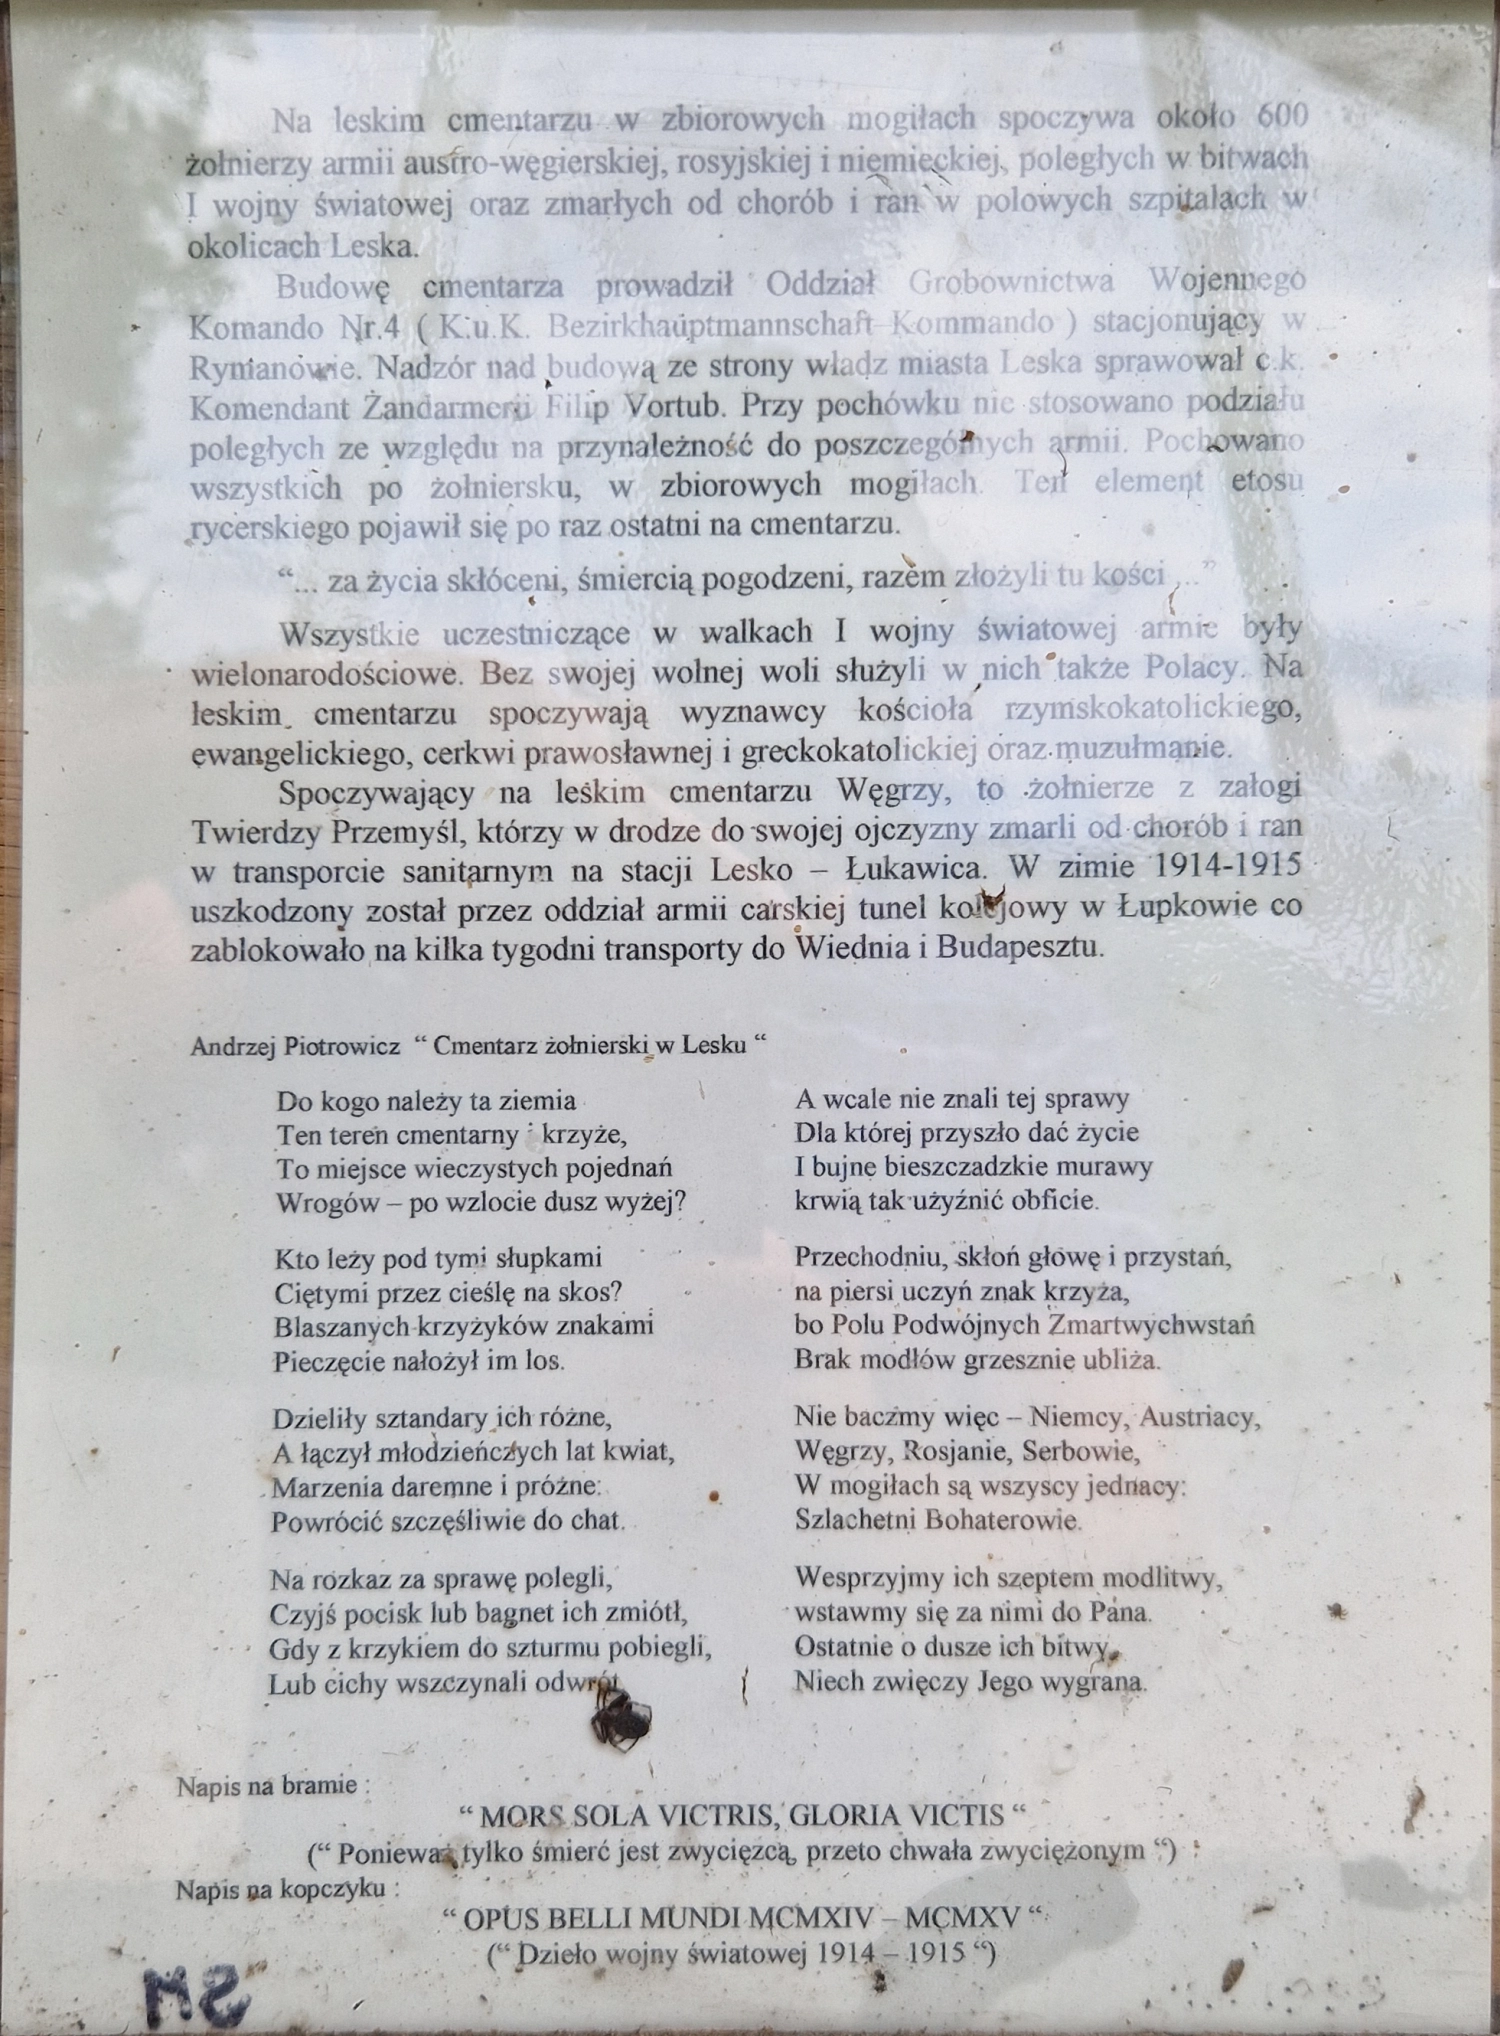 Na leskim cmentarzu w zbiorowych mogiłach spoczywa około 600
żołnierzy armii austro-węgierskiej, rosyjskiej i niemieckiej, poległych w bitwach
I wojny światowej oraz zmarłych od chorób i ran w polowych szpitalach w
okolicach Leska.
Budowę cmentarza prowadził Oddział Grobownictwa Wojennego
Komando Nr.4 ( K.u.K. Bezirkhauptmannschaft Kommando ) stacjonujący w
Rymanowie. Nadzór nad budową ze strony władz miasta Leska sprawował c.k.
Komendant Żandarmerii Filip Vortub. Przy pochówku nie stosowano podziału
poległych ze względu na przynależność do poszczególnych armii. Pochowano
wszystkich po żołniersku, w zbiorowych mogiłach. Ten element etosu
rycerskiego pojawił się po raz ostatni na cmentarzu.
“... za życia skłóceni, śmiercią pogodzeni, razem złożyli tu kości ...”
Wszystkie uczestniczące w walkach I wojny światowej armie były
wielonarodościowe. Bez swojej wolnej woli służyli w nich także Polacy. Na
leskim cmentarzu spoczywają wyznawcy kościoła rzymskokatolickiego,
ewangelickiego, cerkwi prawosławnej i greckokatolickiej oraz muzułmanie.
Spoczywający na leskim cmentarzu Węgrzy, to żołnierze z załogi
Twierdzy Przemyśl, którzy w drodze do swojej ojczyzny zmarli od chorób i ran
w transporcie sanitarnym na stacji Lesko – Łukawica. W zimie 1914-1915
uszkodzony został przez oddział armii carskiej tunel kolejowy w Łupkowie co
zablokowało na kilka tygodni transporty do Wiednia i Budapesztu.
Andrzej Piotrowicz “ Cmentarz żołnierski w Lesku “
Do kogo należy ta ziemia
Ten teren cmentarny i krzyże,
To miejsce wieczystych pojednań
Wrogów – po wzlocie dusz wyżej?
Kto leży pod tymi słupkami
Ciętymi przez cieślę na skos?
Blaszanych krzyżyków znakami
Pieczęcie nałożył im los.
Dzieliły sztandary ich różne,
A łączył młodzieńczych lat kwiat,
Marzenia daremne i próżne:
Powrócić szczęśliwie do chat.
Na rozkaz za sprawę polegli,
Czyjś pocisk lub bagnet ich zmiótł,
Gdy z krzykiem do szturmu pobiegli,
Lub cichy wszczynali odwrót
A wcale nie znali tej sprawy
Dla której przyszło dać życie
I bujne bieszczadzkie murawy
krwią tak użyźnić obficie.
Przechodniu, skłoń głowę i przystań,
na piersi uczyń znak krzyża,
bo Polu Podwójnych Zmartwychwstań
Brak modłów grzesznie ubliża.
Nie baczmy więc – Niemcy, Austriacy,
Węgrzy, Rosjanie, Serbowie,
W mogiłach są wszyscy jednacy:
Szlachetni Bohaterowie.
Wesprzyjmy ich szeptem modlitwy,
wstawmy się za nimi do Pana.
Ostatnie o dusze ich bitwy
Niech zwięczy Jego wygrana.
Napis na bramie :
“ MORS SOLA VICTRIS, GLORIA VICTIS “
(“ Ponieważ tylko śmierć jest zwycięzcą, przeto chwała zwyciężonym “)
Napis na kopczyku :
“ OPUS BELLI MUNDI MCMXIV – MCMXV “
(“ Dzieło wojny światowej 1914 – 1915 “)